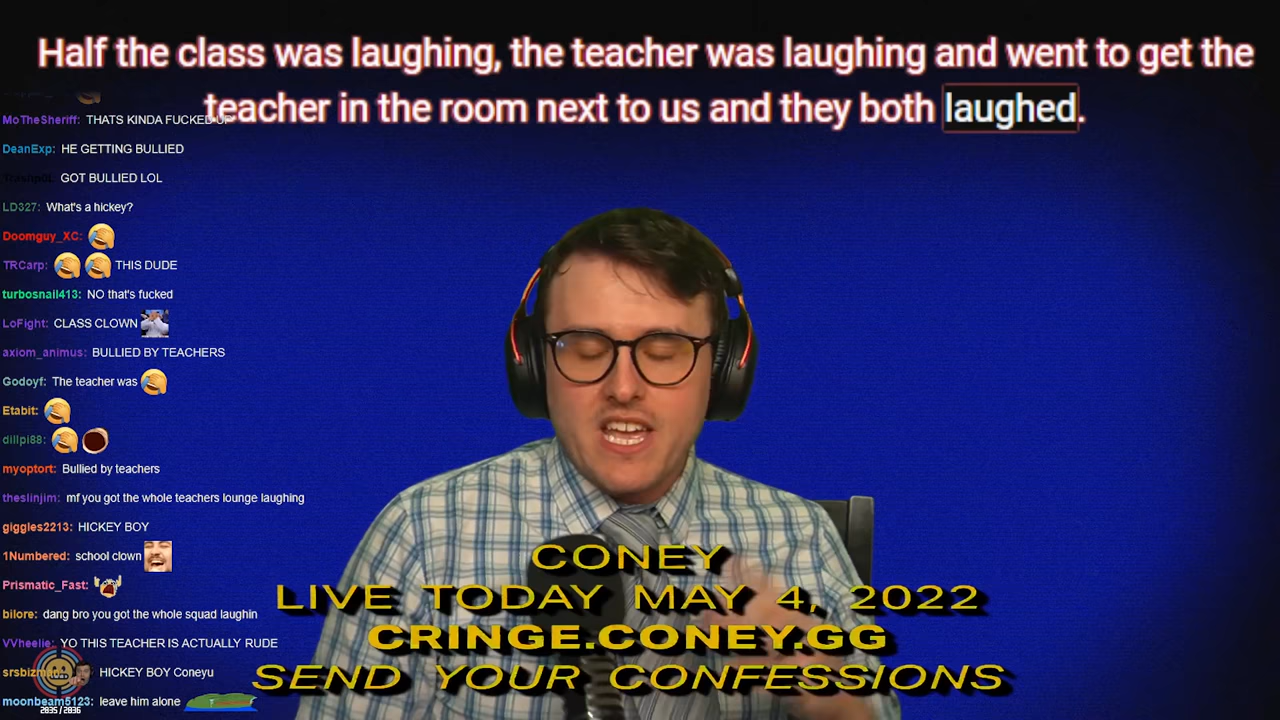 Half the class was laughing, the teacher was laughing and went to get the
teacher in the room next to us and they both laughed.
MoTheSheriff: THATS KINDA FUCKED UP
DeanExp: HE GETTING BULLIED
GOT BULLIED LOL
LD327: What's a hickey?
Doomguy_XC:
TRCarp: THIS DUDE
turbosnail413: NO that's fucked
LoFight: CLASS CLOWN
axiom_animus: BULLIED BY TEACHERS
Godoyf: The teacher was
Etabit:
dillpi88:
myoptort: Bullied by teachers
theslinjim: mf you got the whole teachers lounge laughing
giggles2213: HICKEY BOY
1Numbered: school clown
Prismatic_Fast:
bilore: dang bro you got the whole squad laughin
VVheelie: YO THIS TEACHER IS ACTUALLY RUDE
HICKEY BOY Coneyu
moonbeam5123: leave him alone
2035 / 2036
CONEY
LIVE TODAY MAY 4, 2022
CRINGE.CONEY.GG
SEND YOUR CONFESSIONS